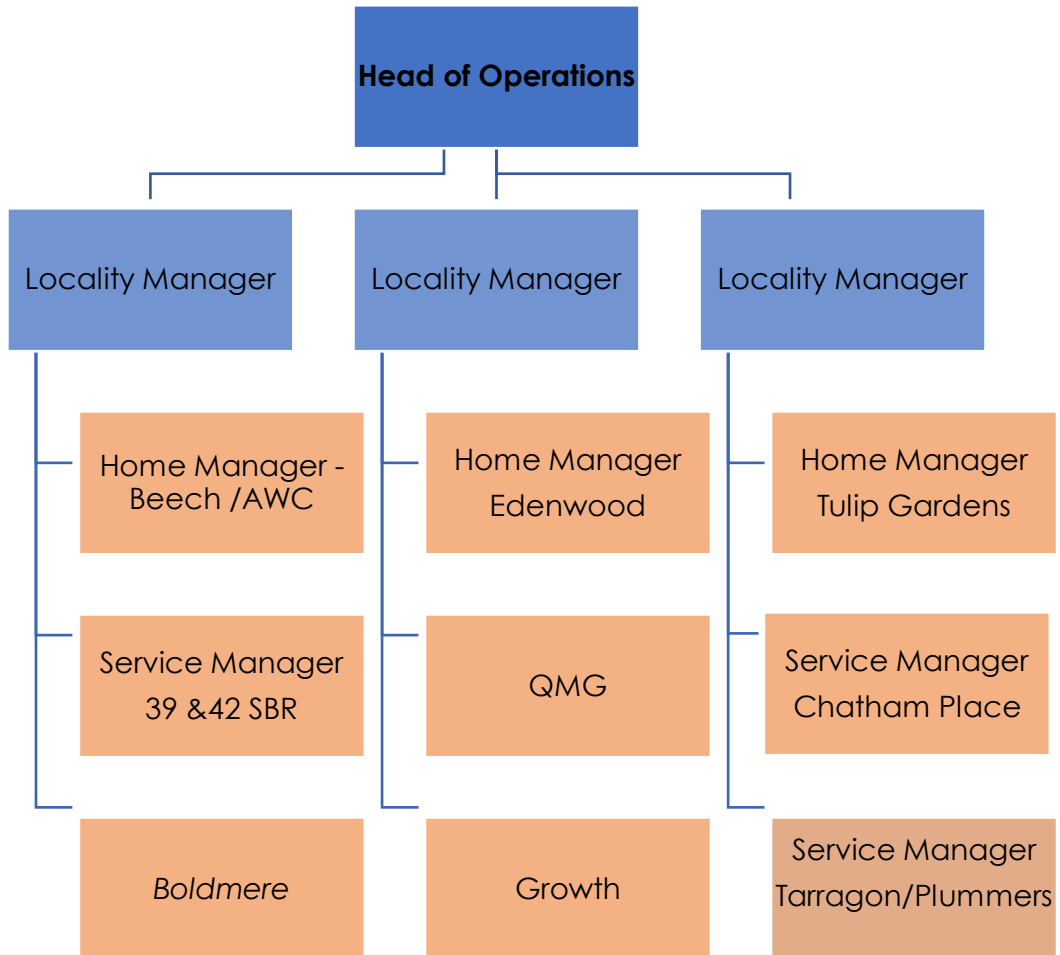 Head of Operations
Locality Manager
Locality Manager
Locality Manager
Home Manager -
Beech /AWC
Home Manager
Edenwood
Home Manager
Tulip Gardens
Service Manager
39 &42 SBR
QMG
Service Manager
Chatham Place
Boldmere
Growth
Service Manager
Tarragon/Plummers